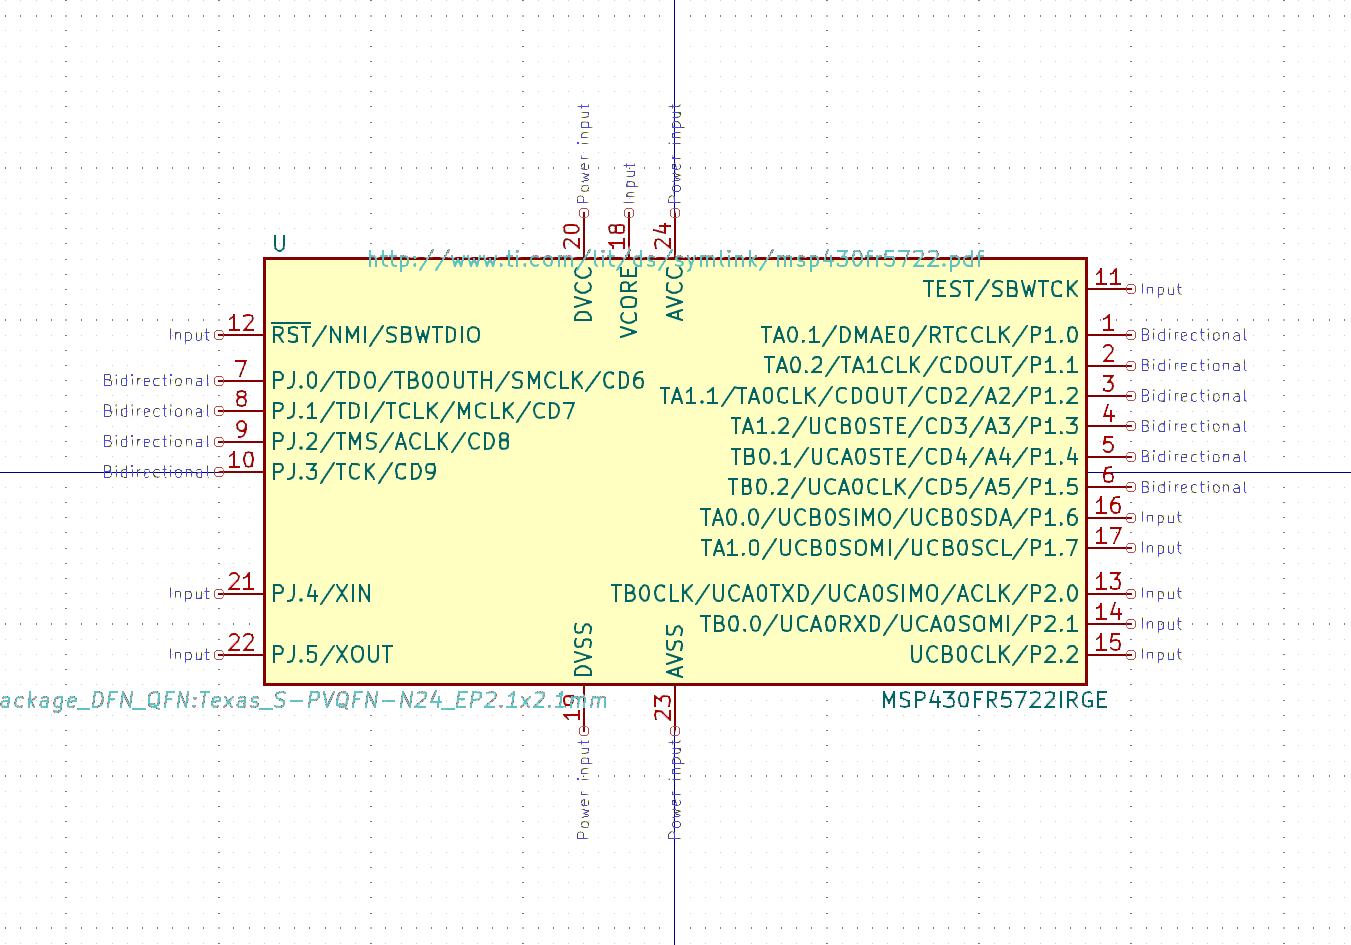 Power input
Input
Power input
20
18
24
U
http://www.ti.com/lit/ds/symlink/msp430fr5722.pdf
DVCC
VCORE
AVCC
TEST/SBWTCK 11 Input
Input 12 RST/NMI/SBWTDIO
TA0.1/DMAE0/RTCCLK/P1.0 1 Bidirectional
TA0.2/TA1CLK/CDOUT/P1.1 2 Bidirectional
Bidirectional 7 PJ.0/TDO/TB0OUTH/SMCLK/CD6
TA1.1/TA0CLK/CDOUT/CD2/A2/P1.2 3 Bidirectional
Bidirectional 8 PJ.1/TDI/TCLK/MCLK/CD7
TA1.2/UCB0STE/CD3/A3/P1.3 4 Bidirectional
Bidirectional 9 PJ.2/TMS/ACLK/CD8
TB0.1/UCA0STE/CD4/A4/P1.4 5 Bidirectional
Bidirectional 10 PJ.3/TCK/CD9
TB0.2/UCA0CLK/CD5/A5/P1.5 6 Bidirectional
TA0.0/UCB0SIMO/UCB0SDA/P1.6 16 Input
TA1.0/UCB0SOMI/UCB0SCL/P1.7 17 Input
Input 21 PJ.4/XIN
TB0CLK/UCA0TXD/UCA0SIMO/ACLK/P2.0 13 Input
TB0.0/UCA0RXD/UCA0SOMI/P2.1 14 Input
Input 22 PJ.5/XOUT
UCB0CLK/P2.2 15 Input
DVSS
AVSS
ackage_DFN_QFN:Texas_S-PVQFN-N24_EP2.1x2.1mm
MSP430FR5722IRGE
19
23
Power input
Power input